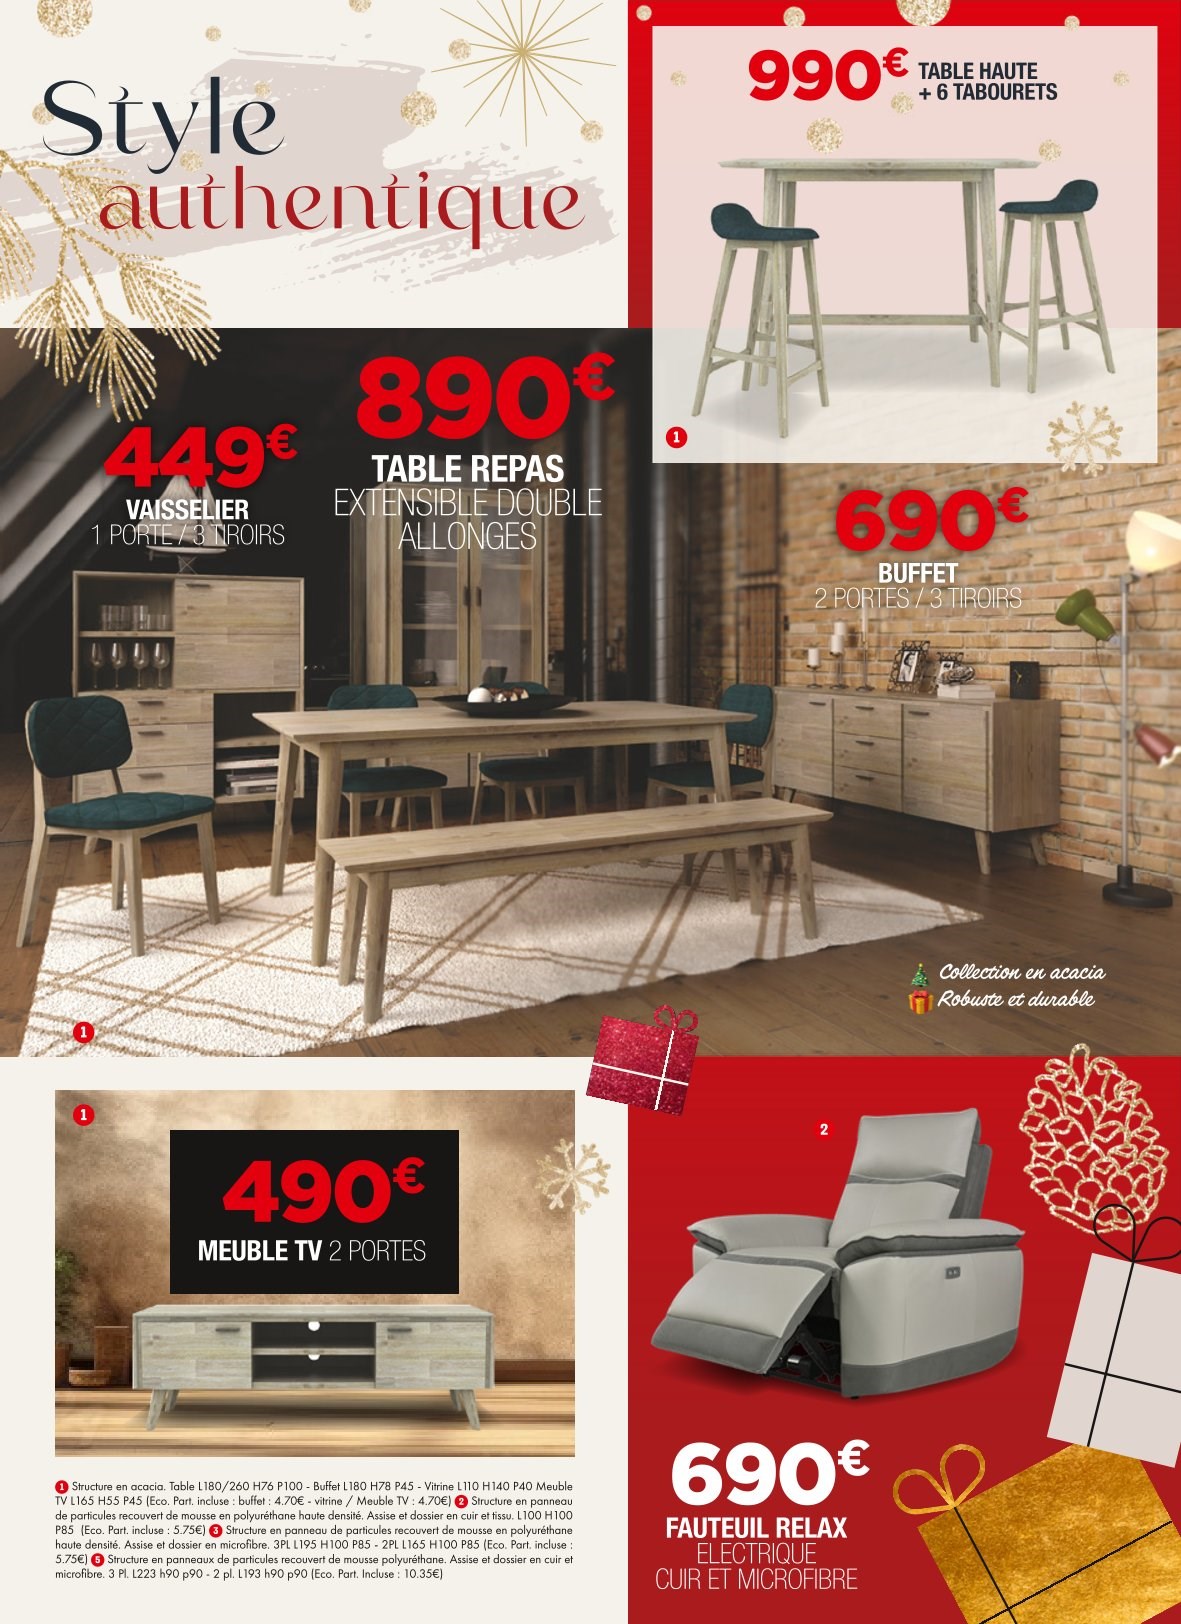 Style
authentique
990€ TABLE HAUTE
+ 6 TABOURETS
1
449€
VAISSELIER
1 PORTE / 3 TIROIRS
890€
TABLE REPAS
EXTENSIBLE DOUBLE
ALLONGES
690€
BUFFET
2 PORTES / 3 TIROIRS
Collection en acacia
Robuste et durable
1
1
490€
MEUBLE TV 2 PORTES
2
690€
FAUTEUIL RELAX
ELECTRIQUE
CUIR ET MICROFIBRE
1 Structure en acacia. Table L180/260 H76 P100 - Buffet L180 H78 P45 - Vitrine L110 H140 P40 Meuble
TV L165 H55 P45 (Eco. Part. incluse : buffet : 4.70€ - vitrine / Meuble TV : 4.70€) 2 Structure en panneau
de particules recouvert de mousse en polyuréthane haute densité. Assise et dossier en cuir et tissu. L100 H100
P85 (Eco. Part. incluse : 5.75€) 3 Structure en panneau de particules recouvert de mousse en polyuréthane
haute densité. Assise et dossier en microfibre. 3PL L195 H100 P85 - 2PL L165 H100 P85 (Eco. Part. incluse :
5.75€) 5 Structure en panneaux de particules recouvert de mousse polyuréthane. Assise et dossier en cuir et
microfibre. 3 Pl. L223 h90 p90 - 2 pl. L193 h90 p90 (Eco. Part. Incluse : 10.35€)